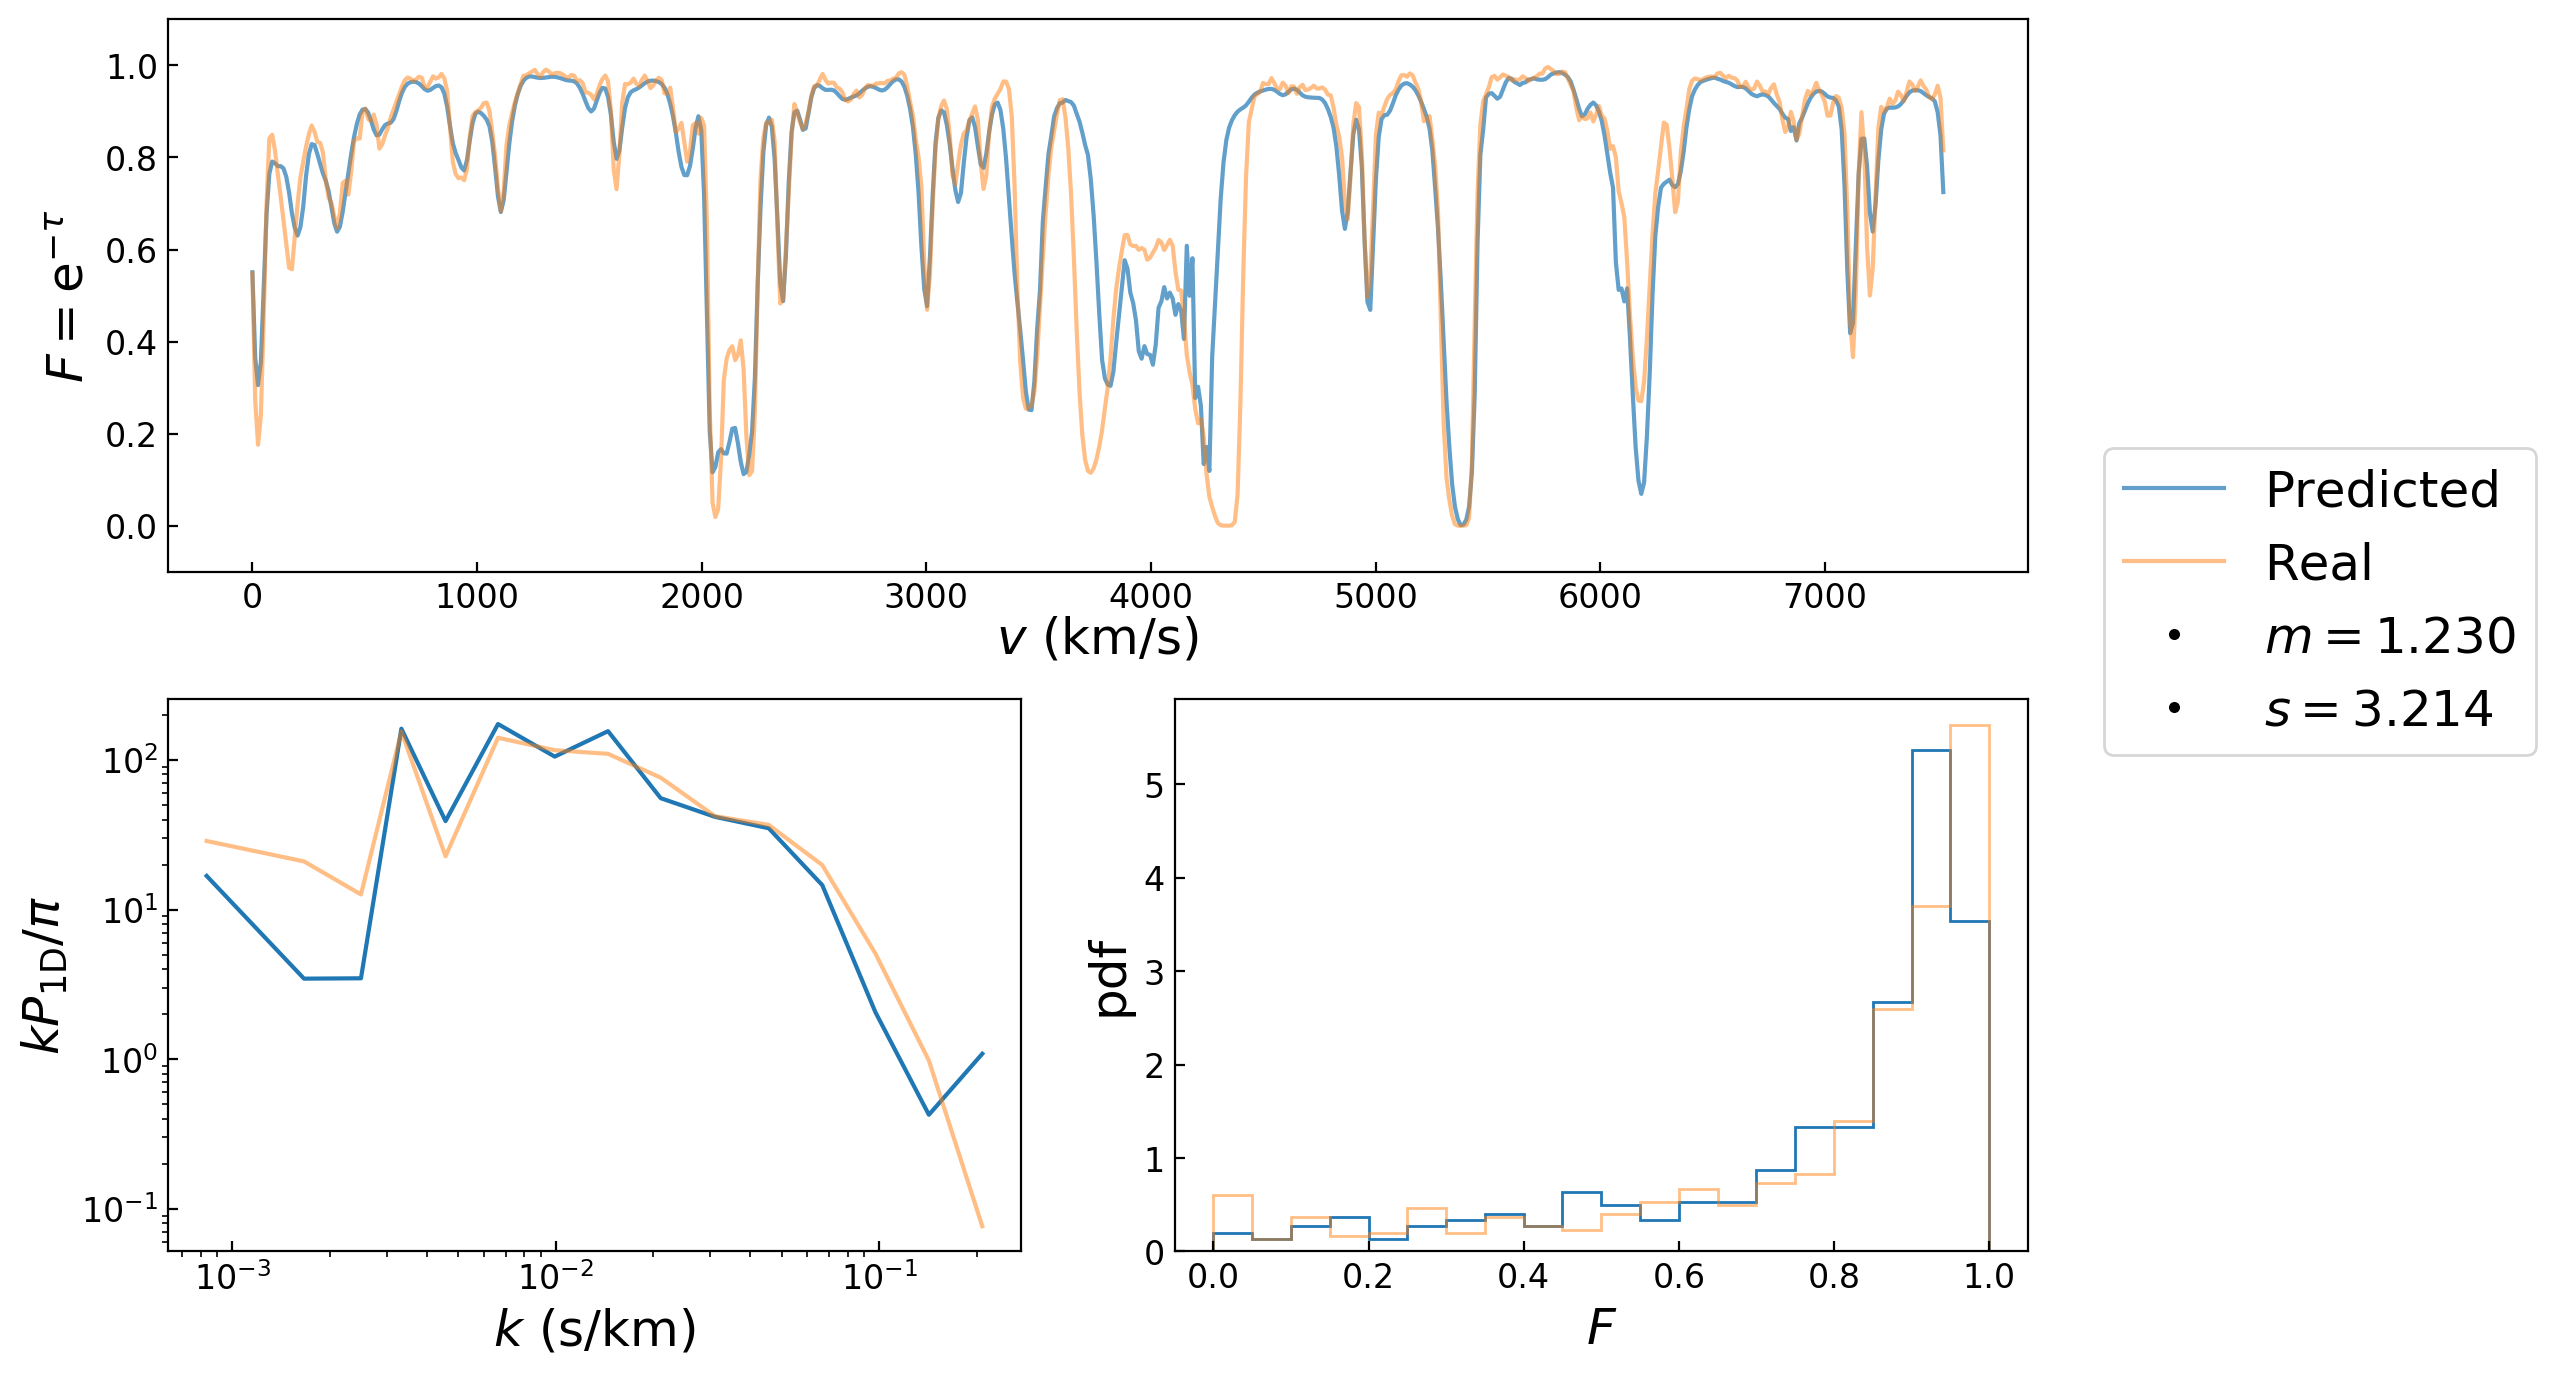 F = e^{-τ}
1.0
0.8
0.6
0.4
0.2
0.0
0 1000 2000 3000 4000 5000 6000 7000
v (km/s)
Predicted
Real
m = 1.230
s = 3.214
kP_{1D}/π
10^2
10^1
10^0
10^{-1}
10^{-3} 10^{-2} 10^{-1}
k (s/km)
pdf
5
4
3
2
1
0
0.0 0.2 0.4 0.6 0.8 1.0
F